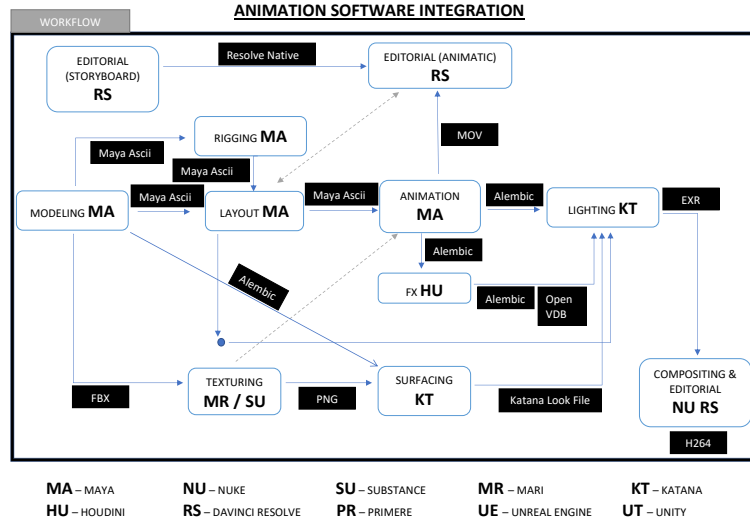 ANIMATION SOFTWARE INTEGRATION
WORKFLOW
EDITORIAL
(STORYBOARD)
RS
Resolve Native
EDITORIAL (ANIMATIC)
RS
RIGGING MA
MOV
Maya Ascii
Maya Ascii
MODELING MA
Maya Ascii
LAYOUT MA
Maya Ascii
ANIMATION
MA
Alembic
LIGHTING KT
EXR
Alembic
Alembic
FX HU
Alembic
Open
VDB
FBX
TEXTURING
MR / SU
PNG
SURFACING
KT
Katana Look File
COMPOSITING &
EDITORIAL
NU RS
H264
MA – MAYA
NU – NUKE
SU – SUBSTANCE
MR – MARI
KT – KATANA
HU – HOUDINI
RS – DAVINCI RESOLVE
PR – PRIMERE
UE – UNREAL ENGINE
UT – UNITY